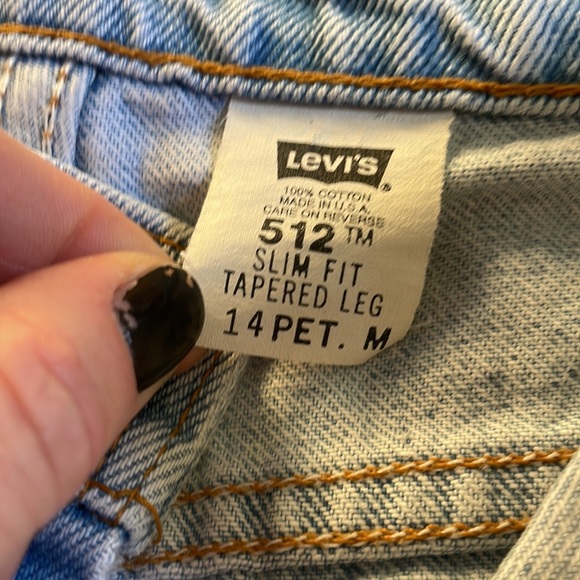 Levi's ®
100% COTTON
MADE IN U.S.A.
CARE ON REVERSE
512 TM
SLIM FIT
TAPERED LEG
14 PET. M